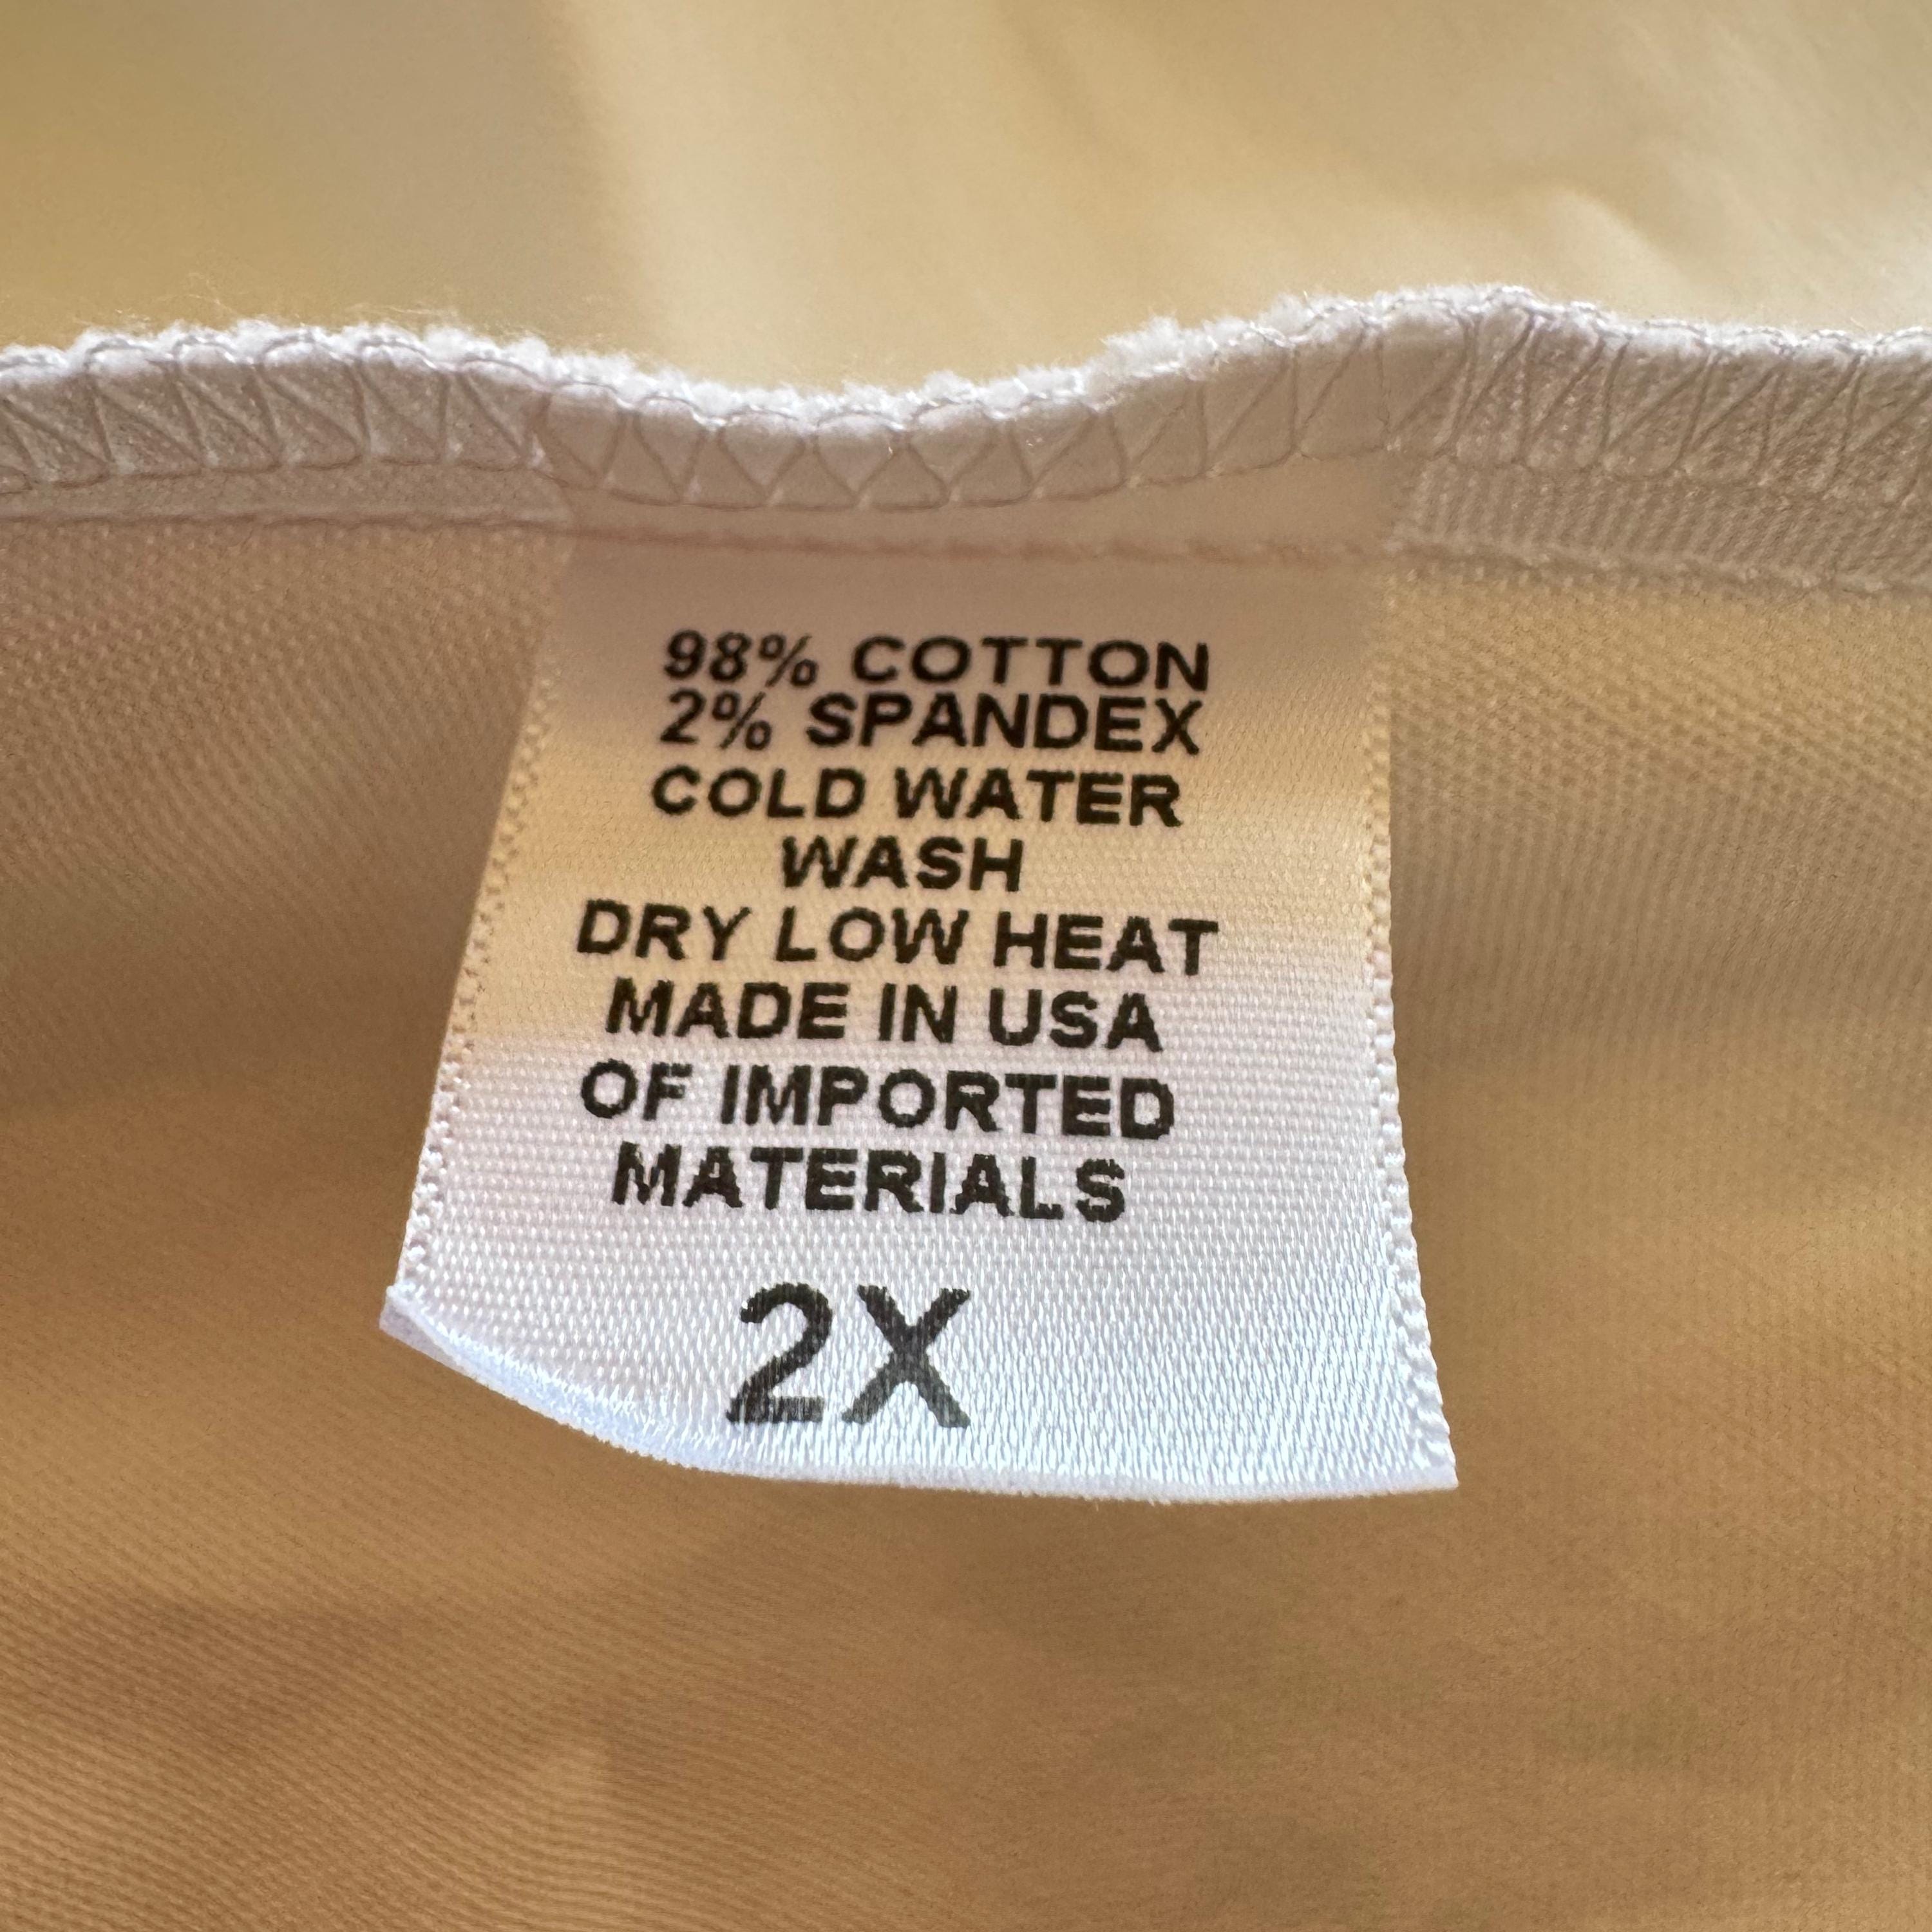 98% COTTON
2% SPANDEX
COLD WATER
WASH
DRY LOW HEAT
MADE IN USA
OF IMPORTED
MATERIALS
2X